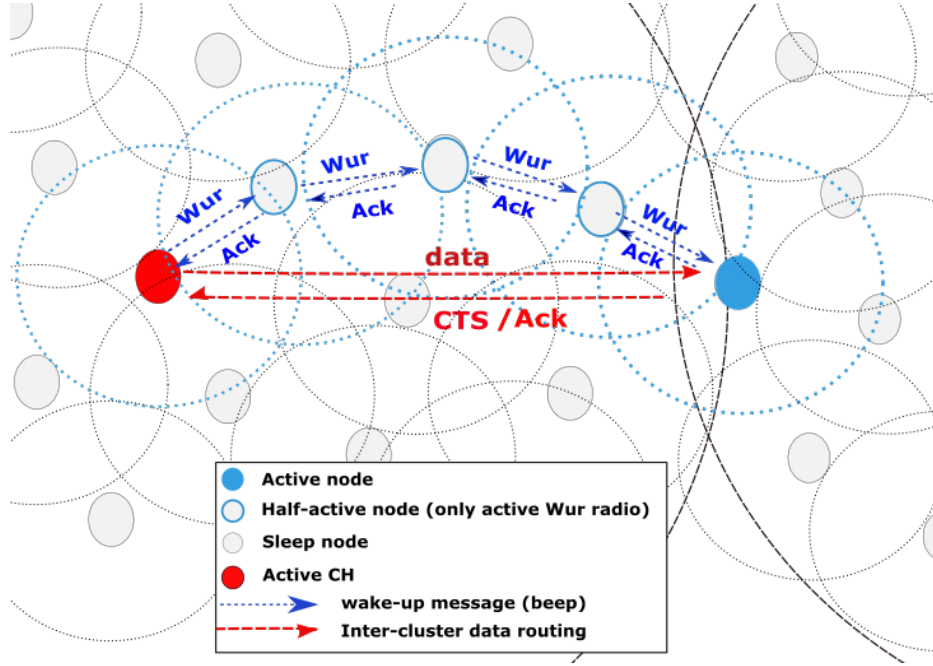 Wur
Wur
Wur
Wur
Ack
Ack
Ack
Ack
data
CTS /Ack
Active node
Half-active node (only active Wur radio)
Sleep node
Active CH
wake-up message (beep)
Inter-cluster data routing